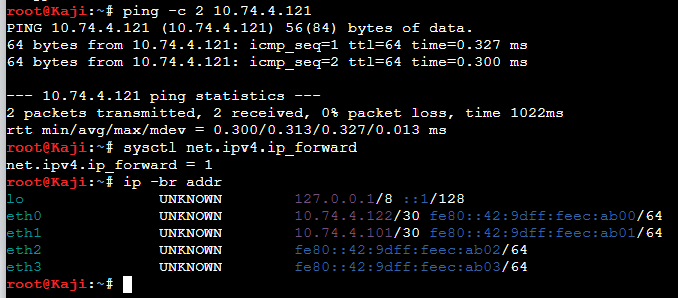 root@Kaji:~# ping -c 2 10.74.4.121
PING 10.74.4.121 (10.74.4.121) 56(84) bytes of data.
64 bytes from 10.74.4.121: icmp_seq=1 ttl=64 time=0.327 ms
64 bytes from 10.74.4.121: icmp_seq=2 ttl=64 time=0.300 ms

--- 10.74.4.121 ping statistics ---
2 packets transmitted, 2 received, 0% packet loss, time 1022ms
rtt min/avg/max/mdev = 0.300/0.313/0.327/0.013 ms
root@Kaji:~# sysctl net.ipv4.ip_forward
net.ipv4.ip_forward = 1
root@Kaji:~# ip -br addr
lo UNKNOWN 127.0.0.1/8 ::1/128
eth0 UNKNOWN 10.74.4.122/30 fe80::42:9dff:feec:ab00/64
eth1 UNKNOWN 10.74.4.101/30 fe80::42:9dff:feec:ab01/64
eth2 UNKNOWN fe80::42:9dff:feec:ab02/64
eth3 UNKNOWN fe80::42:9dff:feec:ab03/64
root@Kaji:~#